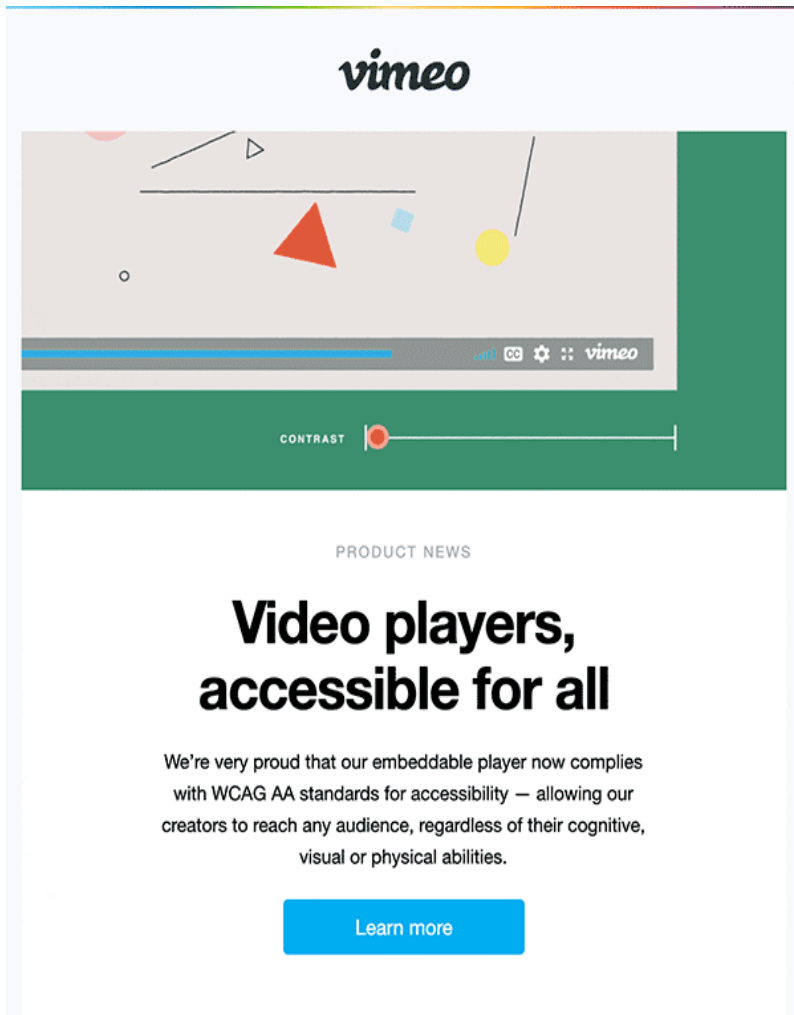 vimeo
CC vimeo
CONTRAST
PRODUCT NEWS
Video players,
accessible for all
We’re very proud that our embeddable player now complies
with WCAG AA standards for accessibility — allowing our
creators to reach any audience, regardless of their cognitive,
visual or physical abilities.
Learn more